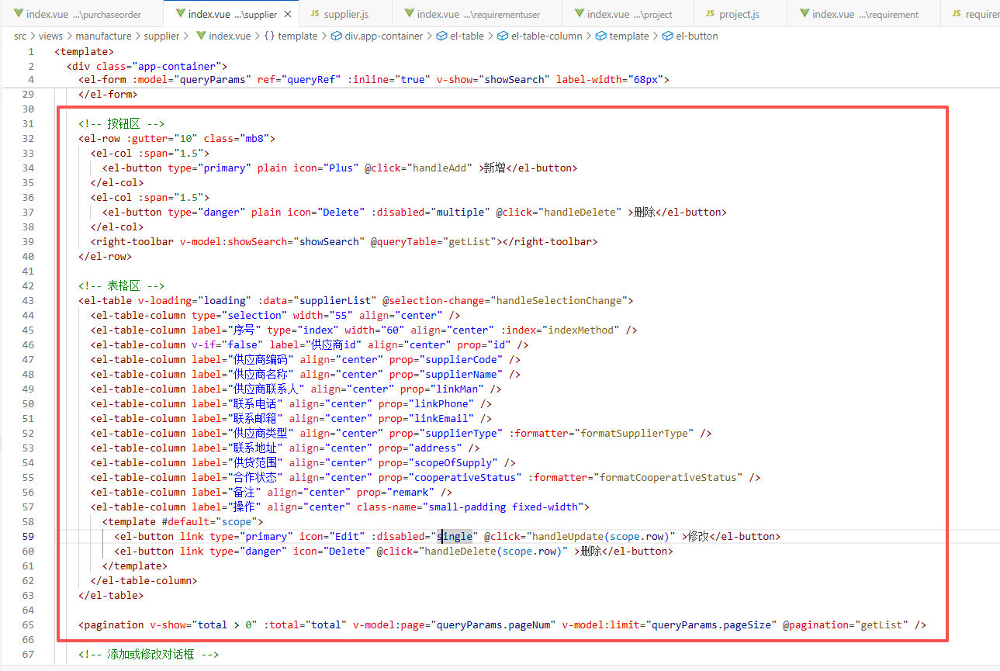 index.vue ...\purchaseorder
index.vue ...\supplier ×
JS supplier.js
index.vue ...\requirementuser
index.vue ...\project
JS project.js
index.vue ...\requirement
JS requirer
src > views > manufacture > supplier > index.vue > {} template > div.app-container > el-table > el-table-column > template > el-button
1 <template>
2 <div class="app-container">
4 <el-form :model="queryParams" ref="queryRef" :inline="true" v-show="showSearch" label-width="68px">
29 </el-form>
30
31 <!-- 按钮区 -->
32 <el-row :gutter="10" class="mb8">
33 <el-col :span="1.5">
34 <el-button type="primary" plain icon="Plus" @click="handleAdd" >新增</el-button>
35 </el-col>
36 <el-col :span="1.5">
37 <el-button type="danger" plain icon="Delete" :disabled="multiple" @click="handleDelete" >删除</el-button>
38 </el-col>
39 <right-toolbar v-model:showSearch="showSearch" @queryTable="getList"></right-toolbar>
40 </el-row>
41
42 <!-- 表格区 -->
43 <el-table v-loading="loading" :data="supplierList" @selection-change="handleSelectionChange">
44 <el-table-column type="selection" width="55" align="center" />
45 <el-table-column label="序号" type="index" width="60" align="center" :index="indexMethod" />
46 <el-table-column v-if="false" label="供应商id" align="center" prop="id" />
47 <el-table-column label="供应商编码" align="center" prop="supplierCode" />
48 <el-table-column label="供应商名称" align="center" prop="supplierName" />
49 <el-table-column label="供应商联系人" align="center" prop="linkMan" />
50 <el-table-column label="联系电话" align="center" prop="linkPhone" />
51 <el-table-column label="联系邮箱" align="center" prop="linkEmail" />
52 <el-table-column label="供应商类型" align="center" prop="supplierType" :formatter="formatSupplierType" />
53 <el-table-column label="联系地址" align="center" prop="address" />
54 <el-table-column label="供货范围" align="center" prop="scopeOfSupply" />
55 <el-table-column label="合作状态" align="center" prop="cooperativeStatus" :formatter="formatCooperativeStatus" />
56 <el-table-column label="备注" align="center" prop="remark" />
57 <el-table-column label="操作" align="center" class-name="small-padding fixed-width">
58 <template #default="scope">
59 <el-button link type="primary" icon="Edit" :disabled="single" @click="handleUpdate(scope.row)" >修改</el-button>
60 <el-button link type="danger" icon="Delete" @click="handleDelete(scope.row)" >删除</el-button>
61 </template>
62 </el-table-column>
63 </el-table>
64
65 <pagination v-show="total > 0" :total="total" v-model:page="queryParams.pageNum" v-model:limit="queryParams.pageSize" @pagination="getList" />
66
67 <!-- 添加或修改对话框 -->